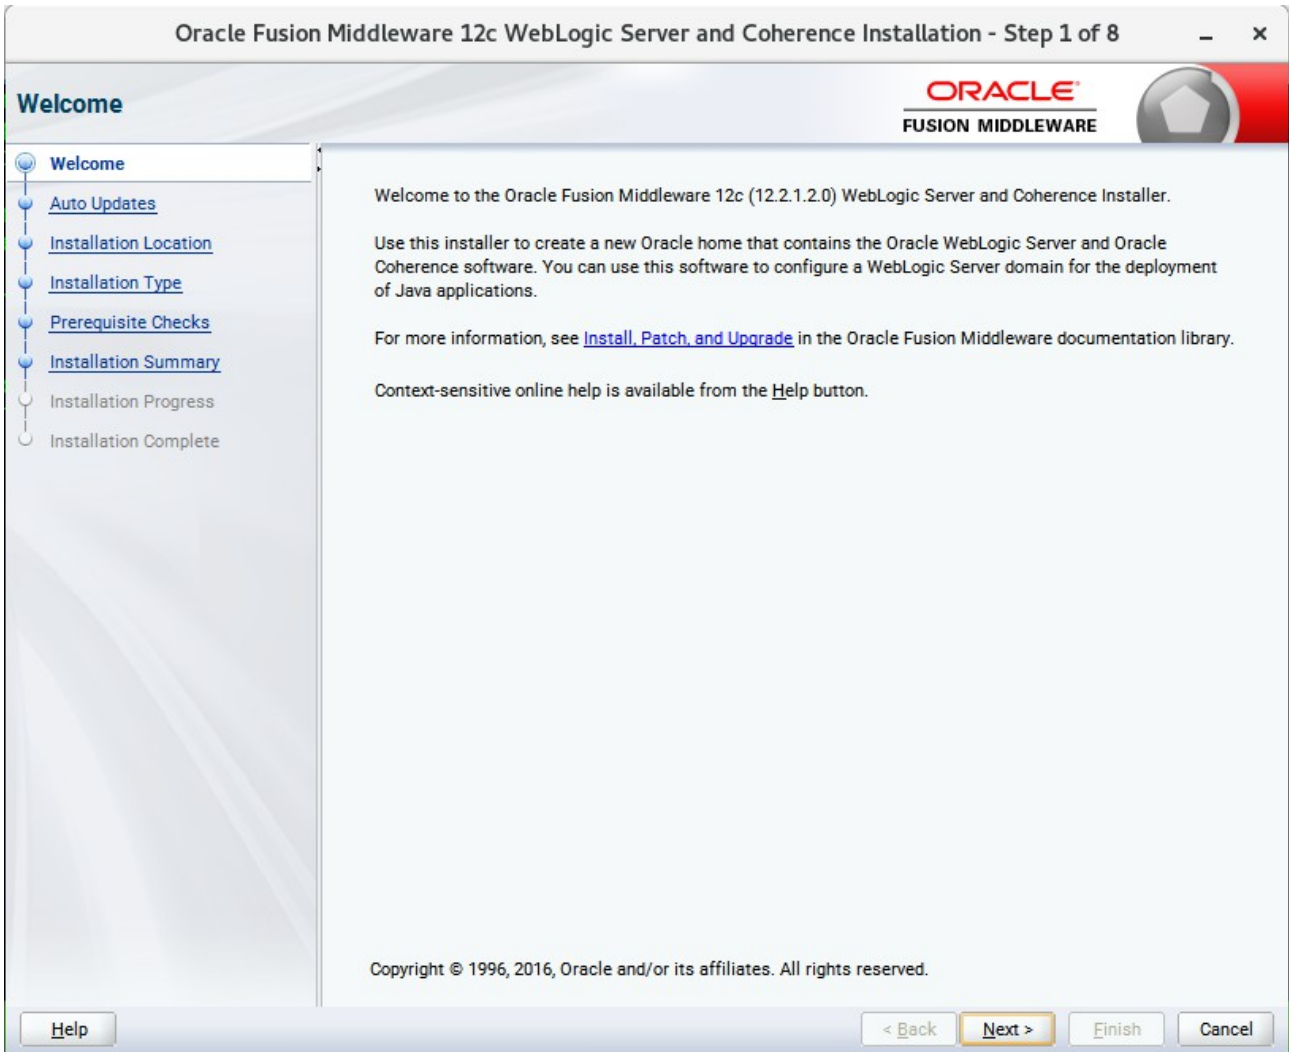 Oracle Fusion Middleware 12c WebLogic Server and Coherence Installation - Step 1 of 8
Welcome
ORACLE
FUSION MIDDLEWARE
Welcome
Auto Updates
Installation Location
Installation Type
Prerequisite Checks
Installation Summary
Installation Progress
Installation Complete
Welcome to the Oracle Fusion Middleware 12c (12.2.1.2.0) WebLogic Server and Coherence Installer.
Use this installer to create a new Oracle home that contains the Oracle WebLogic Server and Oracle
Coherence software. You can use this software to configure a WebLogic Server domain for the deployment
of Java applications.
For more information, see Install, Patch, and Upgrade in the Oracle Fusion Middleware documentation library.
Context-sensitive online help is available from the Help button.
Copyright © 1996, 2016, Oracle and/or its affiliates. All rights reserved.
Help
< Back
Next >
Finish
Cancel